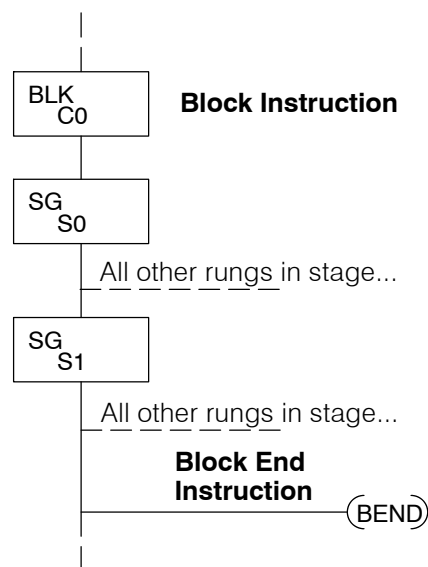 BLK
C0
Block Instruction
SG
S0
All other rungs in stage...
SG
S1
All other rungs in stage...
Block End
Instruction
BEND